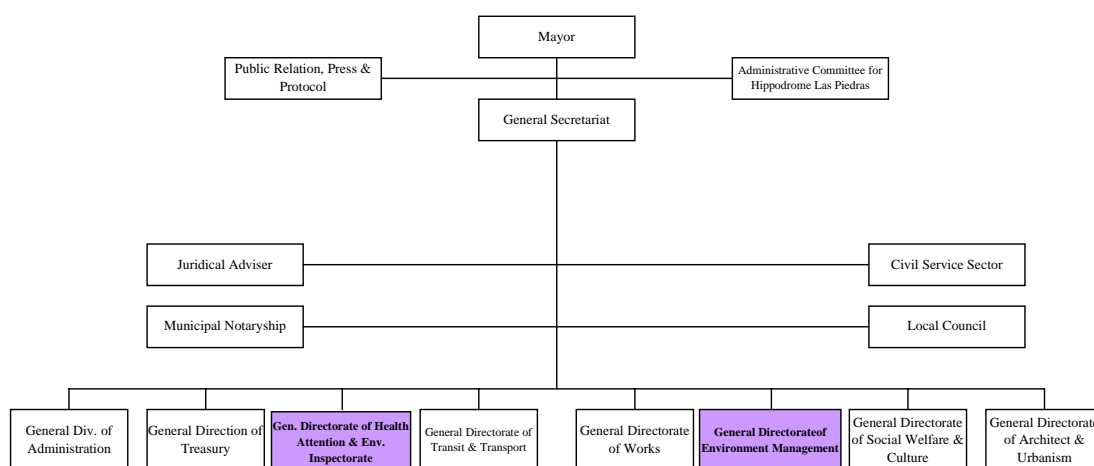 Mayor
Public Relation, Press &
Protocol
Administrative Committee for
Hippodrome Las Piedras
General Secretariat
Juridical Adviser
Civil Service Sector
Municipal Notaryship
Local Council
General Div. of
Administration
General Direction of
Treasury
Gen. Directorate of Health
Attention & Env.
Inspectorate
General Directorate of
Transit & Transport
General Directorate
of Works
General Directorateof
Environment Management
General Directorate
of Social Welfare &
Culture
General Directorate
of Architect &
Urbanism